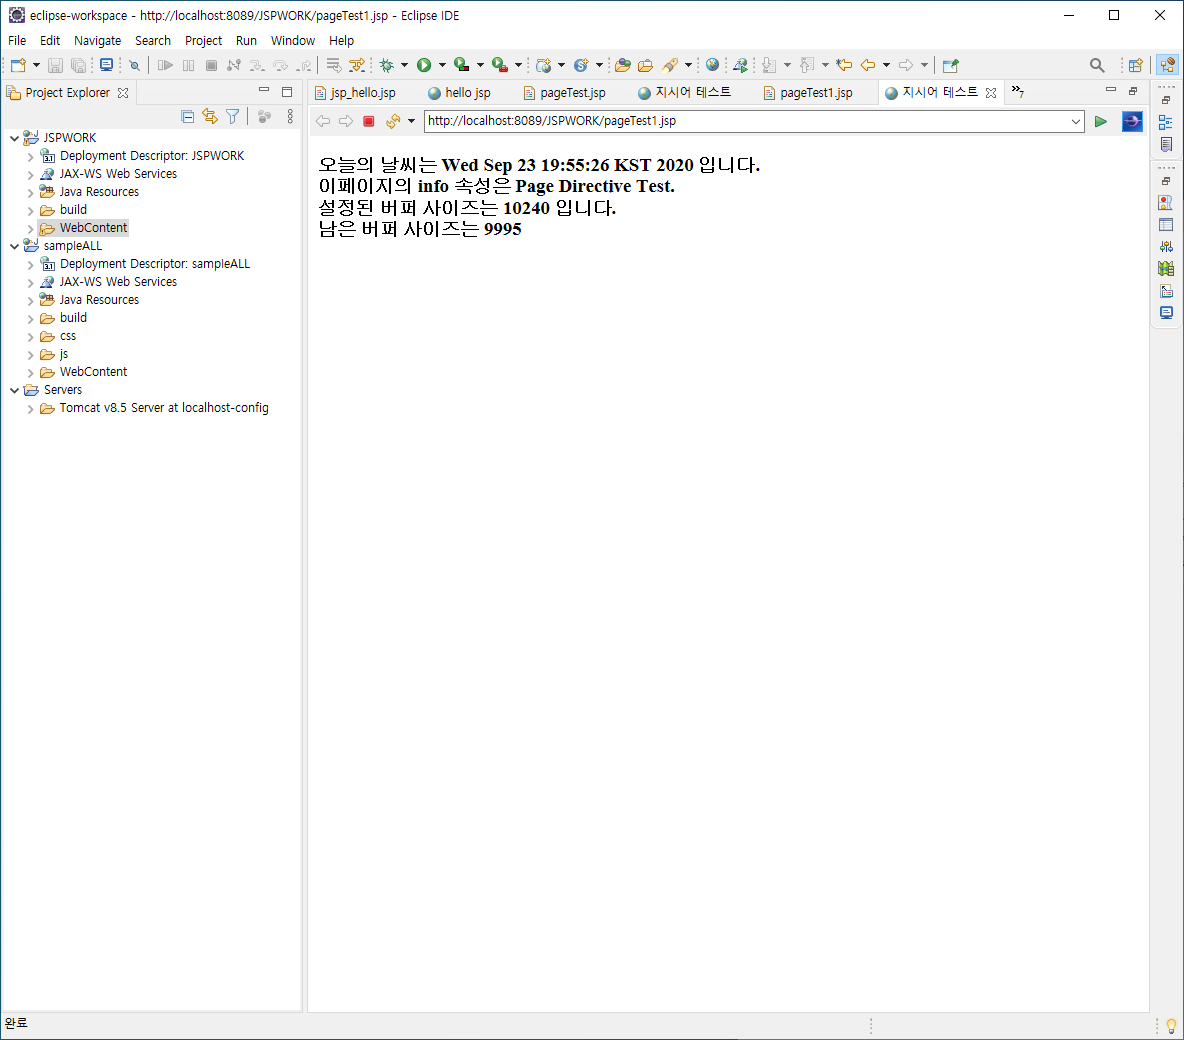 eclipse-workspace - http://localhost:8089/JSPWORK/pageTest1.jsp - Eclipse IDE
File Edit Navigate Search Project Run Window Help
Project Explorer
jsp_hello.jsp hello jsp pageTest.jsp 지시어 테스트 pageTest1.jsp 지시어 테스트 »7
http://localhost:8089/JSPWORK/pageTest1.jsp
JSPWORK
Deployment Descriptor: JSPWORK
JAX-WS Web Services
Java Resources
build
WebContent
sampleALL
Deployment Descriptor: sampleALL
JAX-WS Web Services
Java Resources
build
css
js
WebContent
Servers
Tomcat v8.5 Server at localhost-config
오늘의 날씨는 Wed Sep 23 19:55:26 KST 2020 입니다.
이페이지의 info 속성은 Page Directive Test.
설정된 버퍼 사이즈는 10240 입니다.
남은 버퍼 사이즈는 9995
완료